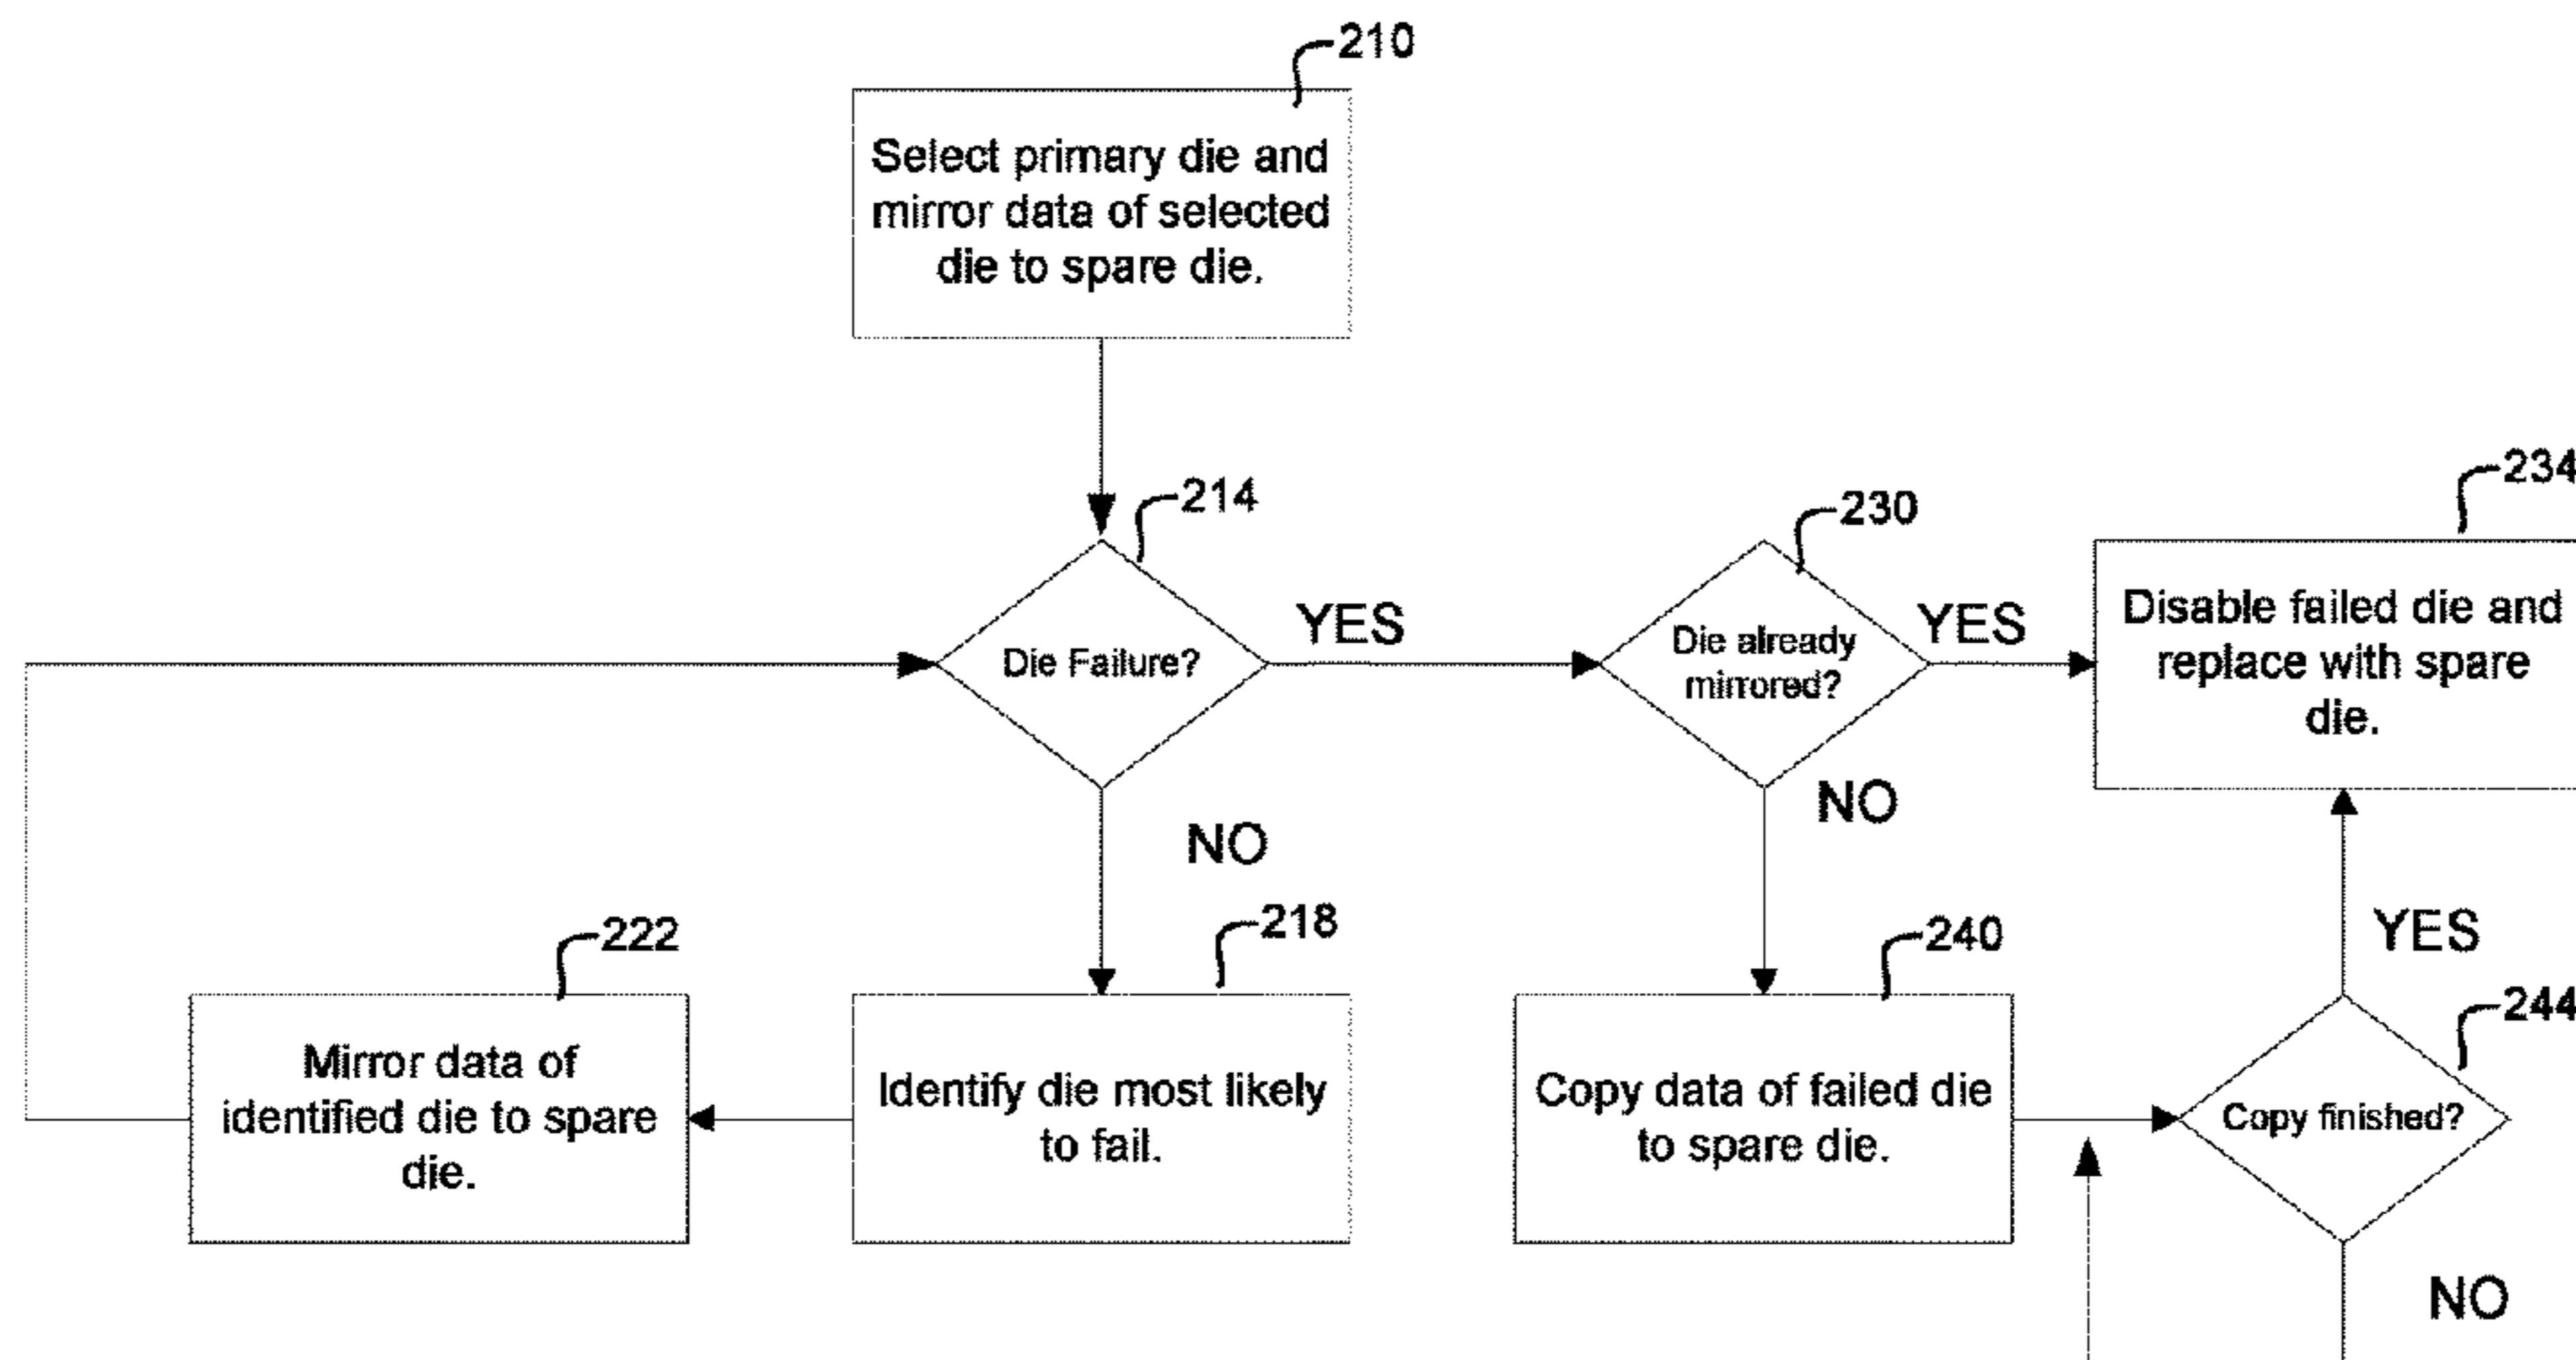 210
Select primary die and
mirror data of selected
die to spare die.
214
Die Failure?
YES
NO
230
Die already
mirrored?
YES
NO
234
Disable failed die and
replace with spare
die.
222
Mirror data of
identified die to spare
die.
218
Identify die most likely
to fail.
240
Copy data of failed die
to spare die.
244
Copy finished?
YES
NO